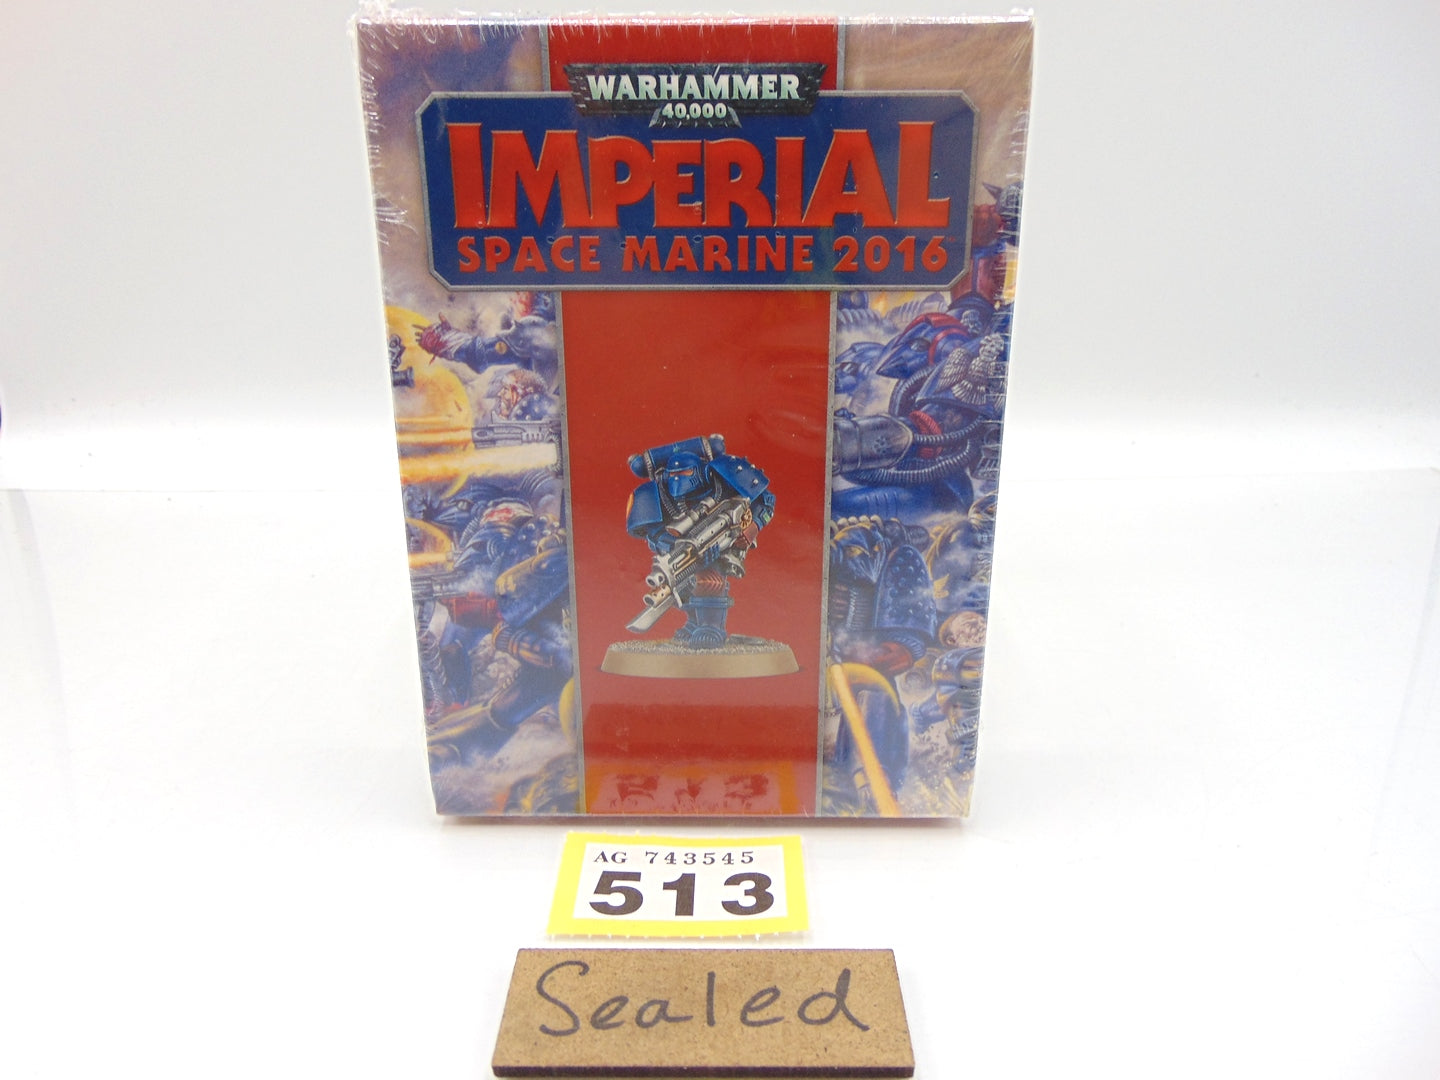 WARHAMMER
40,000
IMPERIAL
SPACE MARINE 2016
AG 743545
513
Sealed